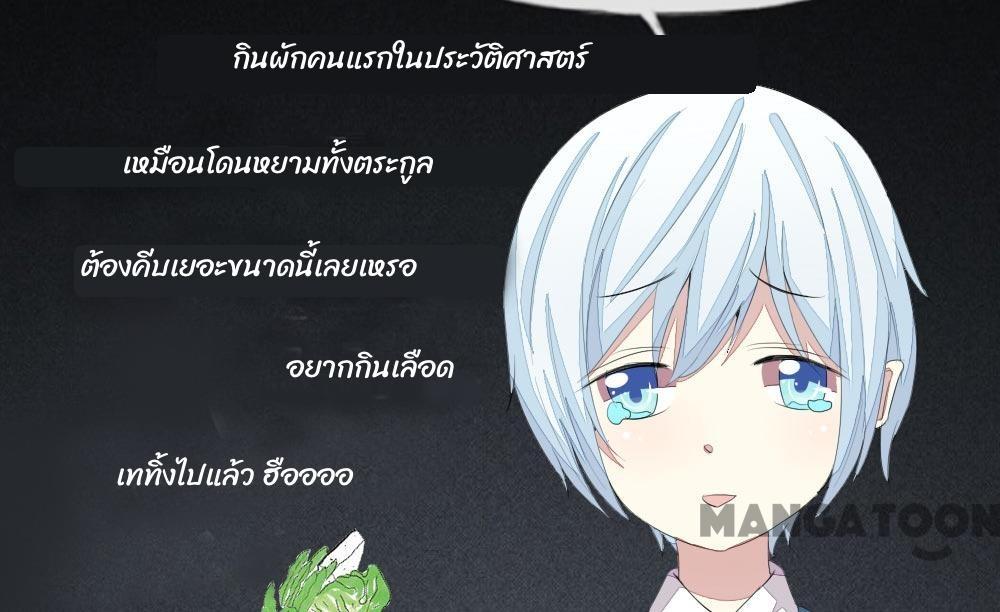 กินผักคนแรกในประวัติศาสตร์
เหมือนโดนหยามทั้งตระกูล
ต้องคีบเยอะขนาดนี้เลยเหรอ
อยากกินเลือด
เททิ้งไปแล้ว ฮืออออ
MANGATOON